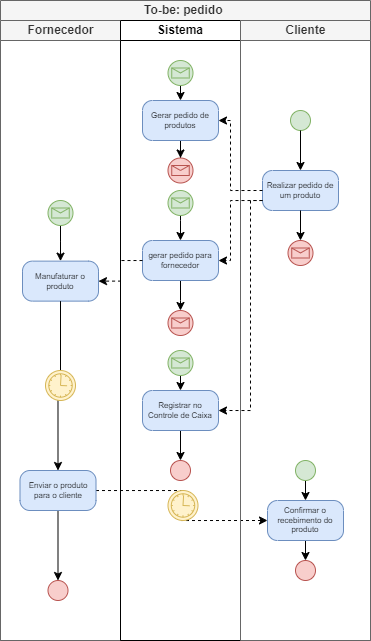 To-be: pedido
Fornecedor
Sistema
Cliente
Gerar pedido de
produtos
Realizar pedido de
um produto
gerar pedido para
fornecedor
Manufaturar o
produto
Registrar no
Controle de Caixa
Enviar o produto
para o cliente
Confirmar o
recebimento do
produto